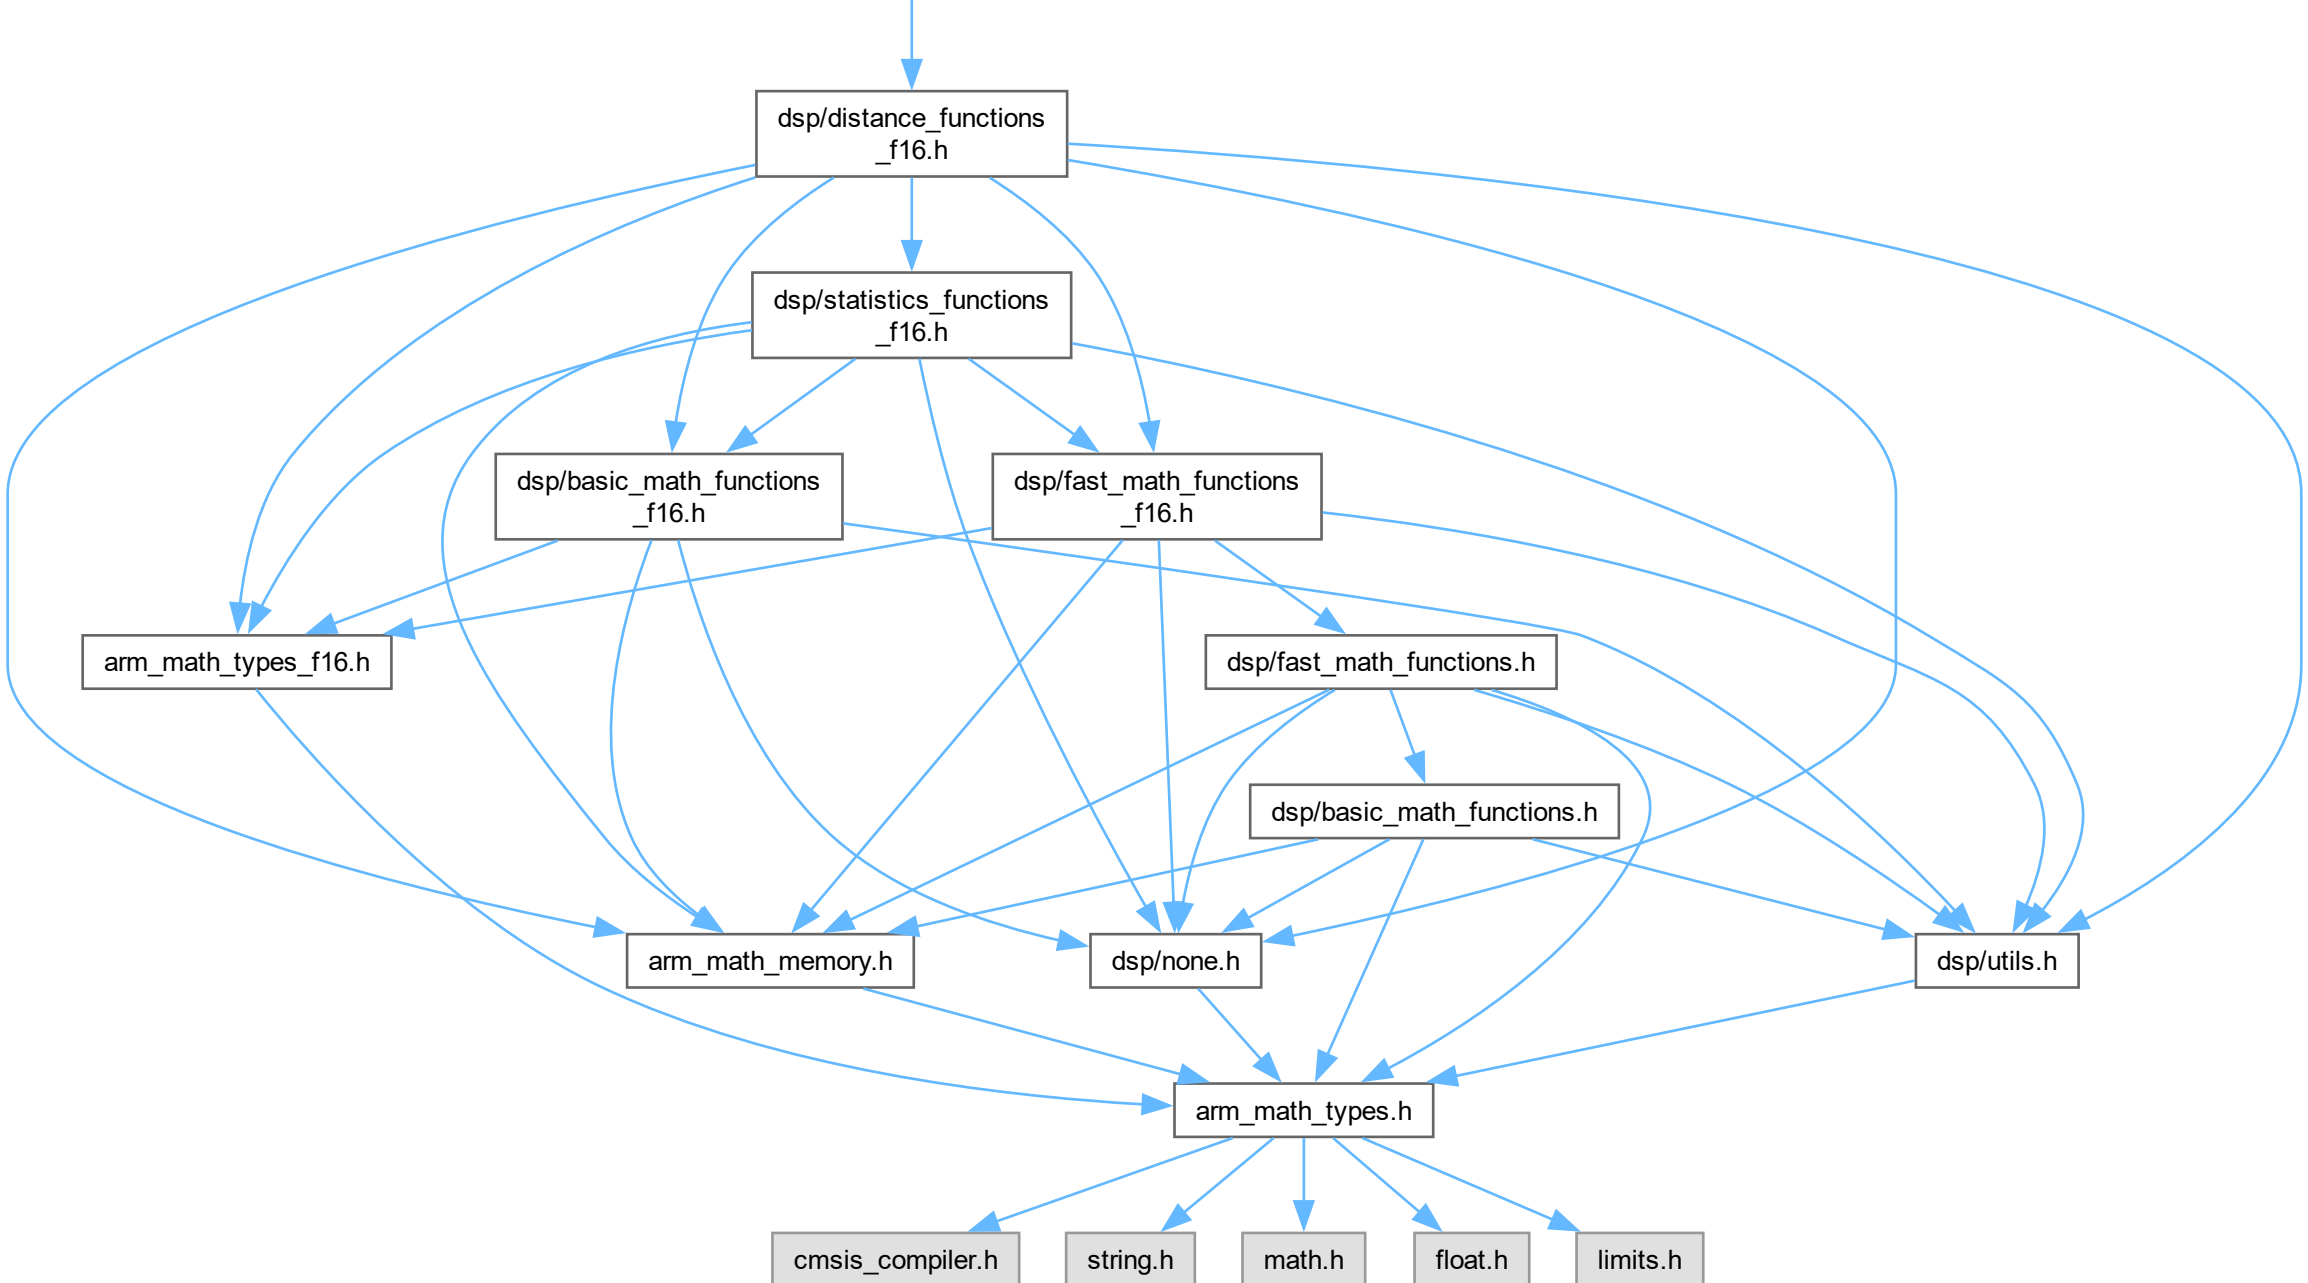 dsp/distance_functions
_f16.h
dsp/statistics_functions
_f16.h
dsp/basic_math_functions
_f16.h
dsp/fast_math_functions
_f16.h
arm_math_types_f16.h
dsp/fast_math_functions.h
dsp/basic_math_functions.h
arm_math_memory.h
dsp/none.h
dsp/utils.h
arm_math_types.h
cmsis_compiler.h
string.h
math.h
float.h
limits.h